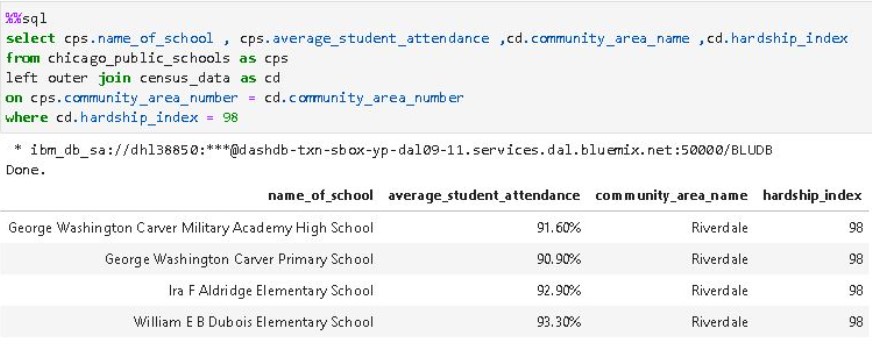 %%sql
select cps.name_of_school , cps.average_student_attendance ,cd.community_area_name ,cd.hardship_index
from chicago_public_schools as cps
left outer join census_data as cd
on cps.community_area_number = cd.community_area_number
where cd.hardship_index = 98
* ibm_db_sa://dhl38850:***@dashdb-txn-sbox-yp-dal09-11.services.dal.bluemix.net:50000/BLUDB
Done.
name_of_school average_student_attendance community_area_name hardship_index
George Washington Carver Military Academy High School 91.60% Riverdale 98
George Washington Carver Primary School 90.90% Riverdale 98
Ira F Aldridge Elementary School 92.90% Riverdale 98
William E B Dubois Elementary School 93.30% Riverdale 98